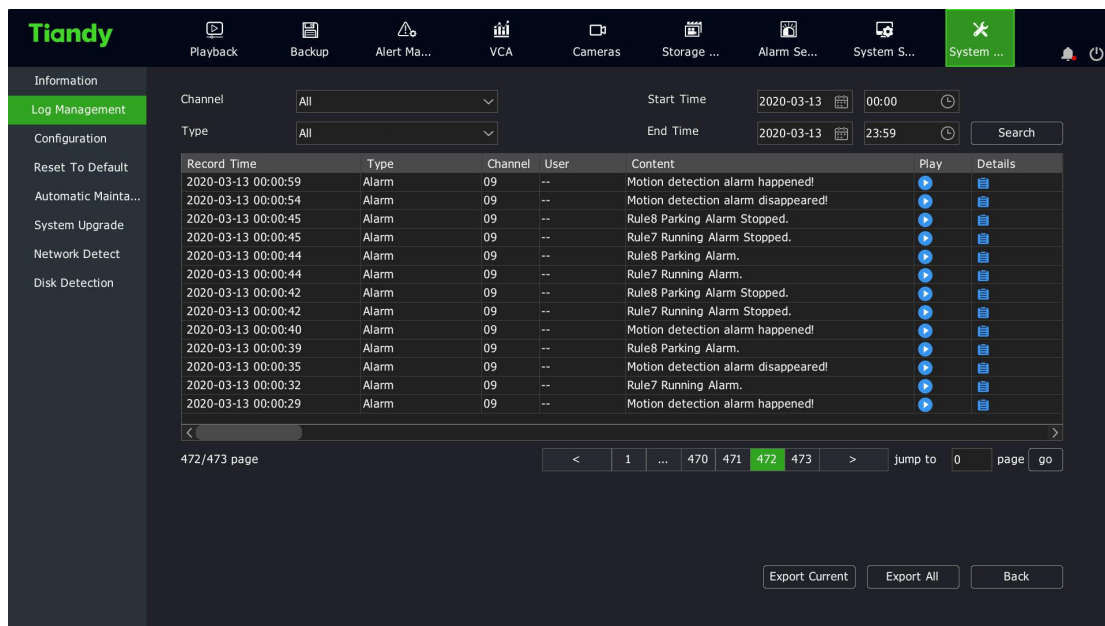 Tiandy
Playback Backup Alert Ma... VCA Cameras Storage ... Alarm Se... System S... System ...
Information
Log Management
Configuration
Reset To Default
Automatic Mainta...
System Upgrade
Network Detect
Disk Detection
Channel All Start Time 2020-03-13 00:00
Type All End Time 2020-03-13 23:59 Search
Record Time Type Channel User Content Play Details
2020-03-13 00:00:59 Alarm 09 -- Motion detection alarm happened!
2020-03-13 00:00:54 Alarm 09 -- Motion detection alarm disappeared!
2020-03-13 00:00:45 Alarm 09 -- Rule8 Parking Alarm Stopped.
2020-03-13 00:00:45 Alarm 09 -- Rule7 Running Alarm Stopped.
2020-03-13 00:00:44 Alarm 09 -- Rule8 Parking Alarm.
2020-03-13 00:00:44 Alarm 09 -- Rule7 Running Alarm.
2020-03-13 00:00:42 Alarm 09 -- Rule8 Parking Alarm Stopped.
2020-03-13 00:00:42 Alarm 09 -- Rule7 Running Alarm Stopped.
2020-03-13 00:00:40 Alarm 09 -- Motion detection alarm happened!
2020-03-13 00:00:39 Alarm 09 -- Rule8 Parking Alarm.
2020-03-13 00:00:35 Alarm 09 -- Motion detection alarm disappeared!
2020-03-13 00:00:32 Alarm 09 -- Rule7 Running Alarm.
2020-03-13 00:00:29 Alarm 09 -- Motion detection alarm happened!
472/473 page < 1 ... 470 471 472 473 > jump to 0 page go
Export Current Export All Back